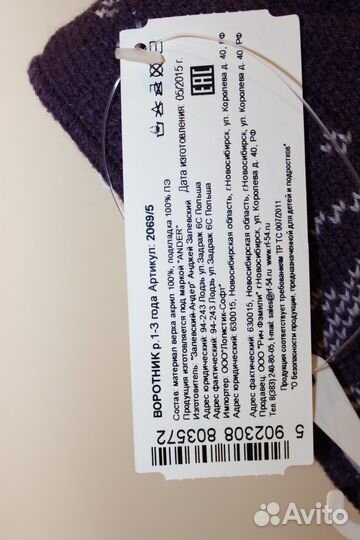 ВОРОТНИК р.1-3 года Артикул: 2069/5
Состав: материал верха акрил 100%, подкладка 100% ПЭ
Продукция изготавливается под маркой "ANDER"
Изготовитель: "Залевский-Андер" Анджей Залевский Дата изготовления: 05/2015 г.
Адрес юридический: 94-243 Лодзь ул.Задраж 6С Польша
Адрес фактический: 94-243 Лодзь ул.Задраж 6С Польша
Импортер: ООО"Логистик-Софт"
Адрес юридический: 630015, Новосибирская область, г.Новосибирск, ул. Королева д. 40, РФ
Адрес фактический: 630015, Новосибирская область, г.Новосибирск, ул. Королева д. 40, РФ
Продавец: ООО "Рич Фэмили" г.Новосибирск, ул. Королева д. 40, РФ
Тел. 8(383) 240-80-05, t-mail: sales@rf-54.ru www.rf-54.ru
Продукция соответствует требованиям ТР ТС 007/2011
"О безопасности продукции, предназначенной для детей и подростков"
ЕАС
5 902308 803572
Avito